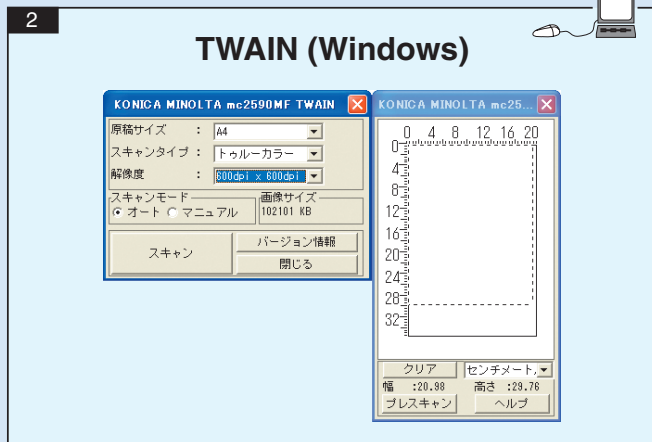 2
TWAIN (Windows)
KONICA MINOLTA mc2590MF TWAIN
原稿サイズ : A4
スキャンタイプ : トゥルーカラー
解像度 : 600dpi x 600dpi
スキャンモード 画像サイズ
オート マニュアル 102101 KB
スキャン
バージョン情報
閉じる
KONICA MINOLTA mc25...
0 4 8 12 16 20
0
4
8
12
16
20
24
28
32
クリア センチメート,
幅 :20.98 高さ :29.76
プレスキャン ヘルプ